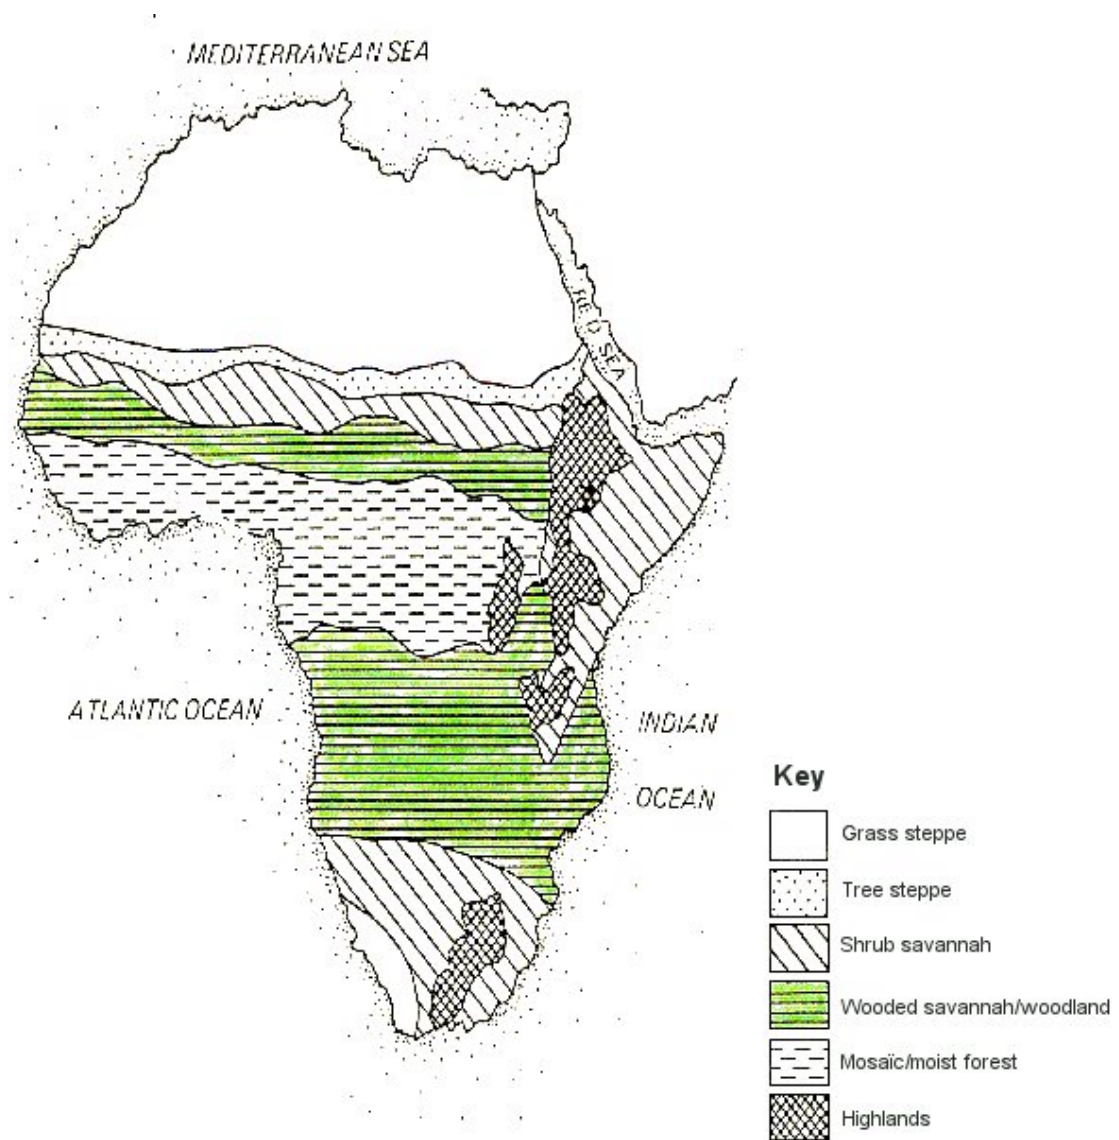 MEDITERRANEAN SEA
RED SEA
ATLANTIC OCEAN
INDIAN
OCEAN
Key
Grass steppe
Tree steppe
Shrub savannah
Wooded savannah/woodland
Mosaïc/moist forest
Highlands